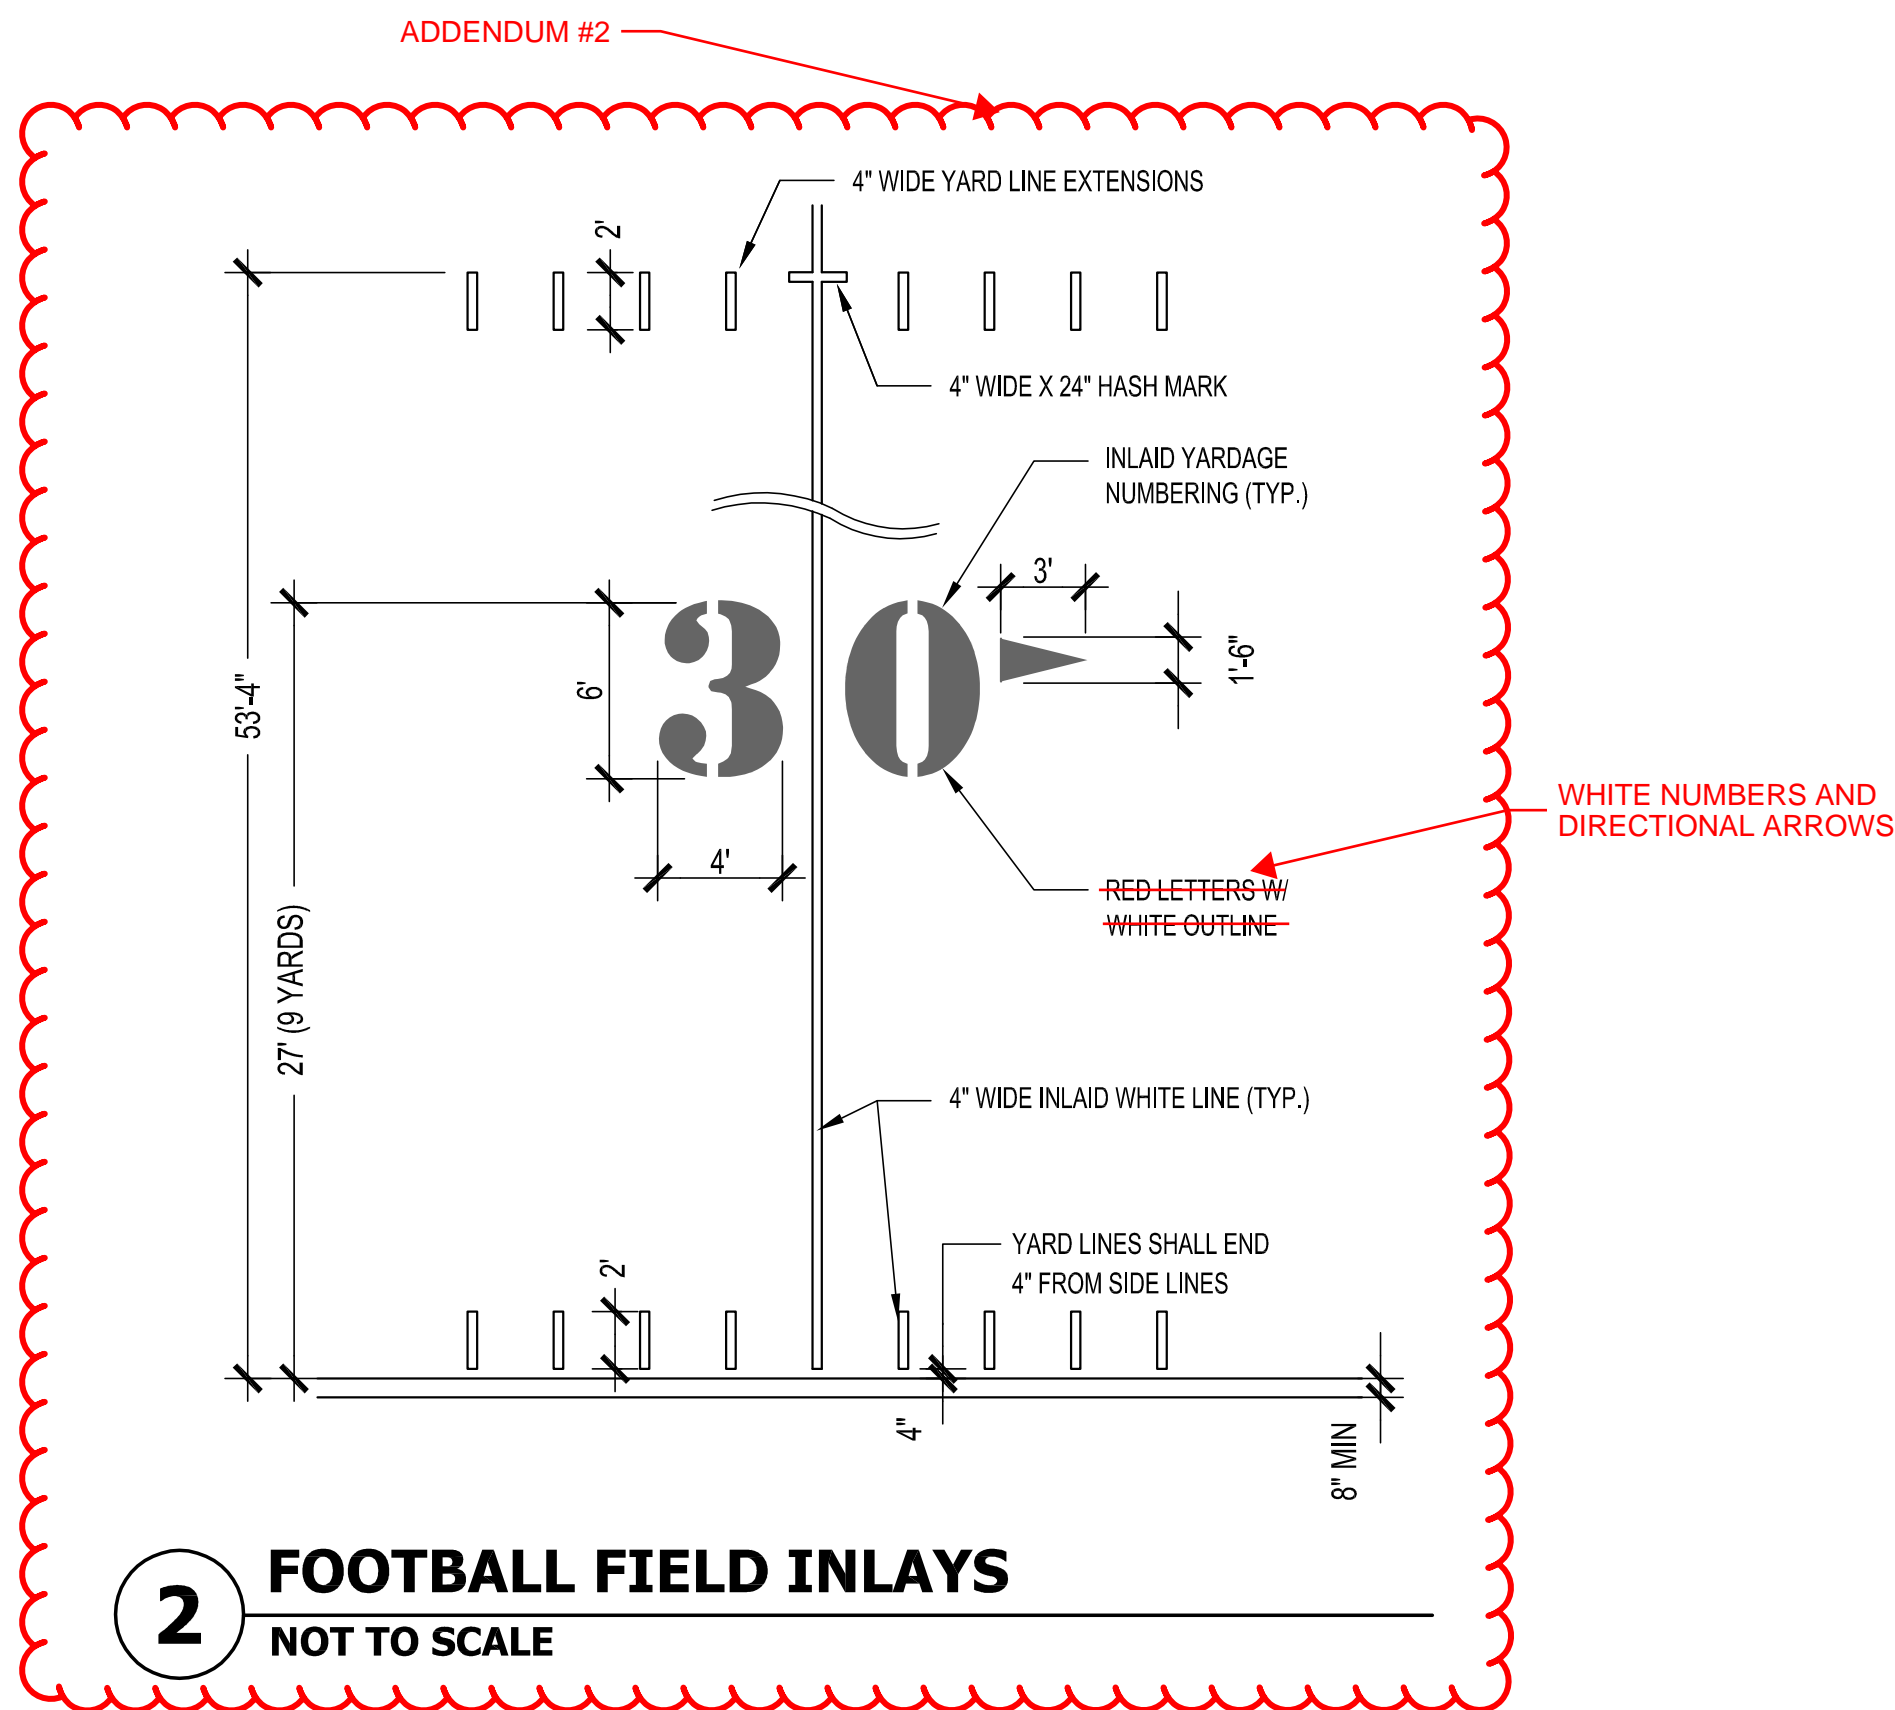 ADDENDUM #2
4" WIDE YARD LINE EXTENSIONS
2'
4" WIDE X 24" HASH MARK
INLAID YARDAGE
NUMBERING (TYP.)
3'
30
1'-6"
6'
53'-4"
WHITE NUMBERS AND
DIRECTIONAL ARROWS
4'
RED LETTERS W/
WHITE OUTLINE
27' (9 YARDS)
4" WIDE INLAID WHITE LINE (TYP.)
YARD LINES SHALL END
4" FROM SIDE LINES
2'
4"
8" MIN
2
FOOTBALL FIELD INLAYS
NOT TO SCALE